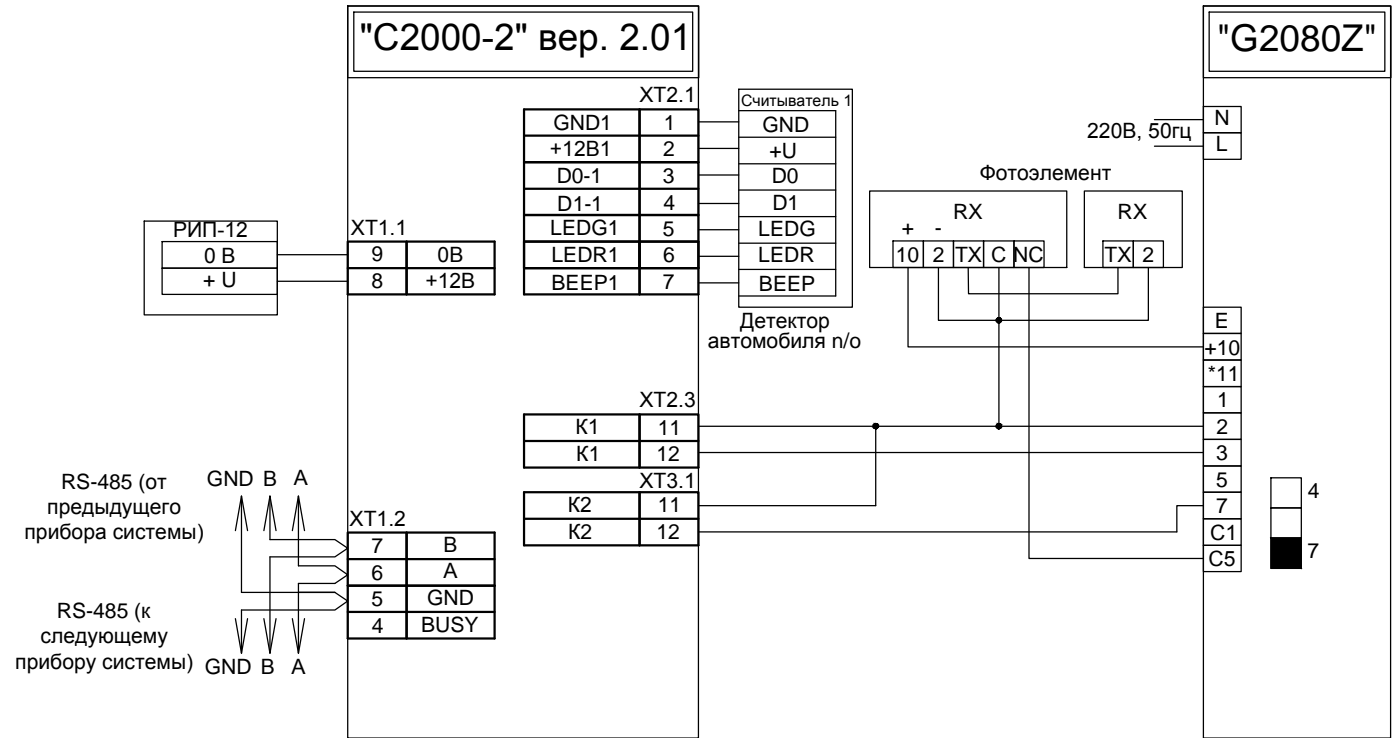 "С2000-2" вер. 2.01
"G2080Z"
XT2.1
GND1 1
+12В1 2
D0-1 3
D1-1 4
LEDG1 5
LEDR1 6
BEEP1 7
Считыватель 1
GND
+U
D0
D1
LEDG
LEDR
BEEP
Детектор
автомобиля n/o
РИП-12
0 В
+ U
XT1.1
9 0В
8 +12В
220В, 50гц
N
L
Фотоэлемент
RX
+ -
10 2 TX C NC
RX
TX 2
E
+10
*11
1
2
3
5
7
C1
C5
4
7
XT2.3
К1 11
К1 12
XT3.1
К2 11
К2 12
RS-485 (от
предыдущего
прибора системы)
GND B A
XT1.2
7 B
6 A
5 GND
4 BUSY
RS-485 (к
следующему
прибору системы)
GND B A